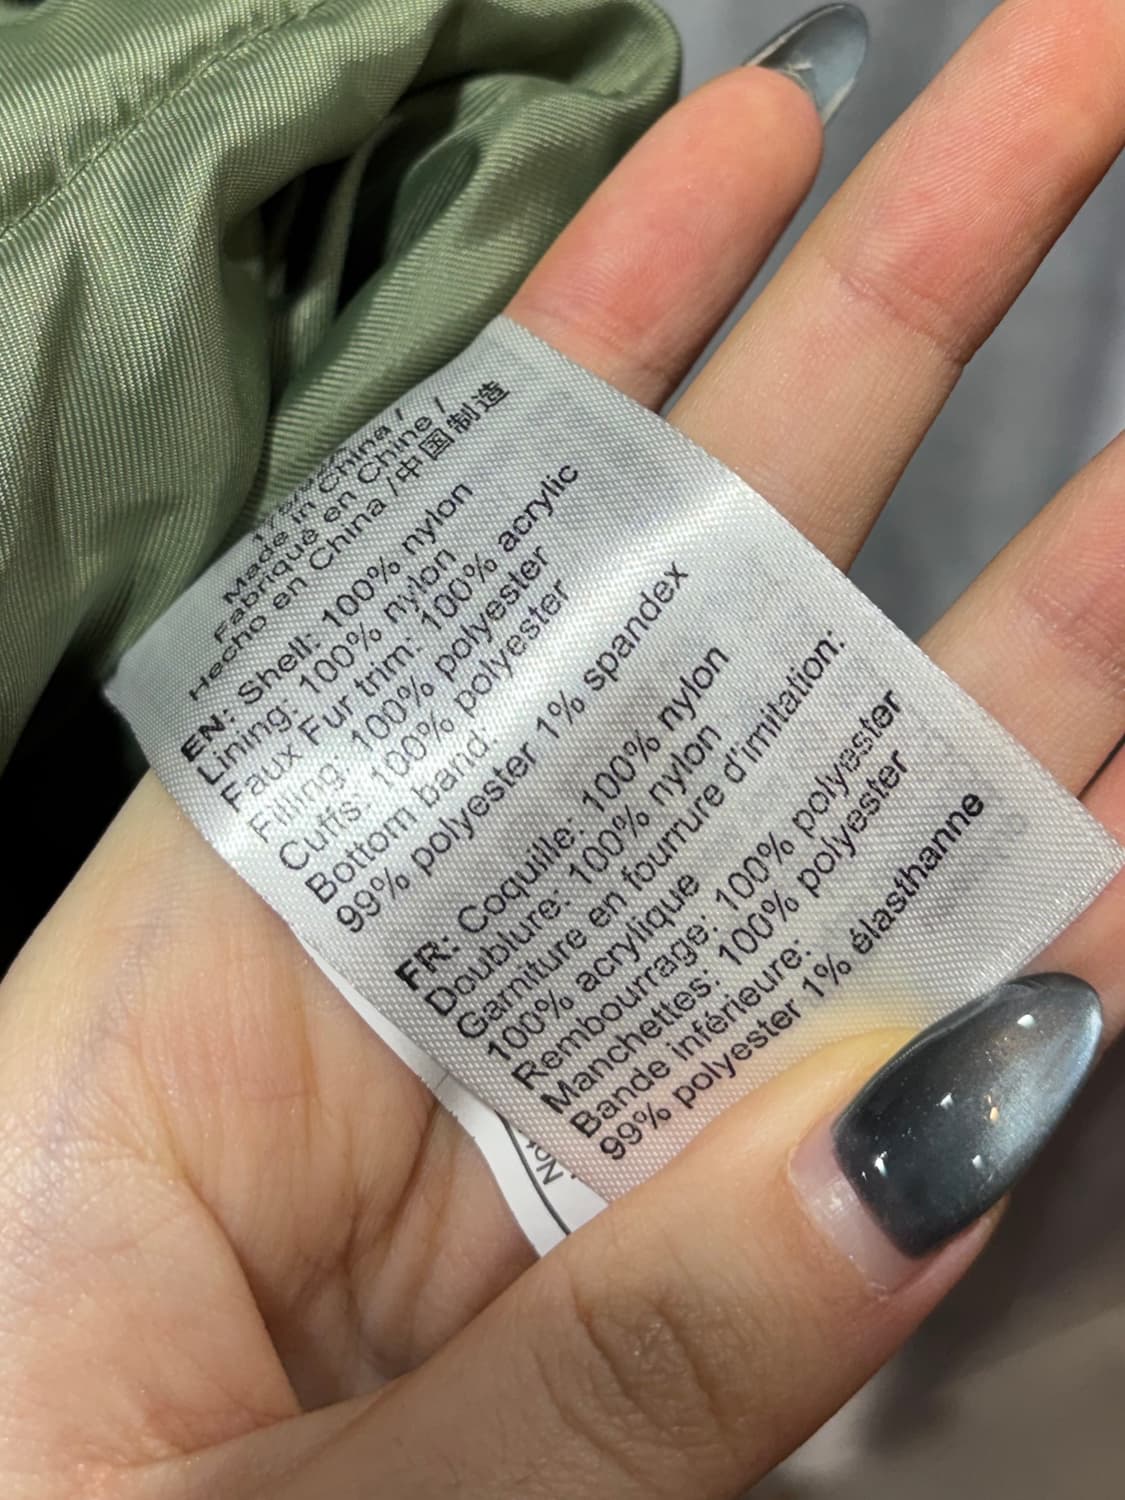 Made in China /
Fabriqué en Chine /
Hecho en China /中国制造
EN: Shell: 100% nylon
Lining: 100% nylon
Faux Fur trim: 100% acrylic
Filling: 100% polyester
Cuffs: 100% polyester
Bottom band:
99% polyester 1% spandex
FR: Coquille: 100% nylon
Doublure: 100% nylon
Garniture en fourrure d'imitation:
100% acrylique
Rembourrage: 100% polyester
Manchettes: 100% polyester
Bande inférieure:
99% polyester 1% élasthanne